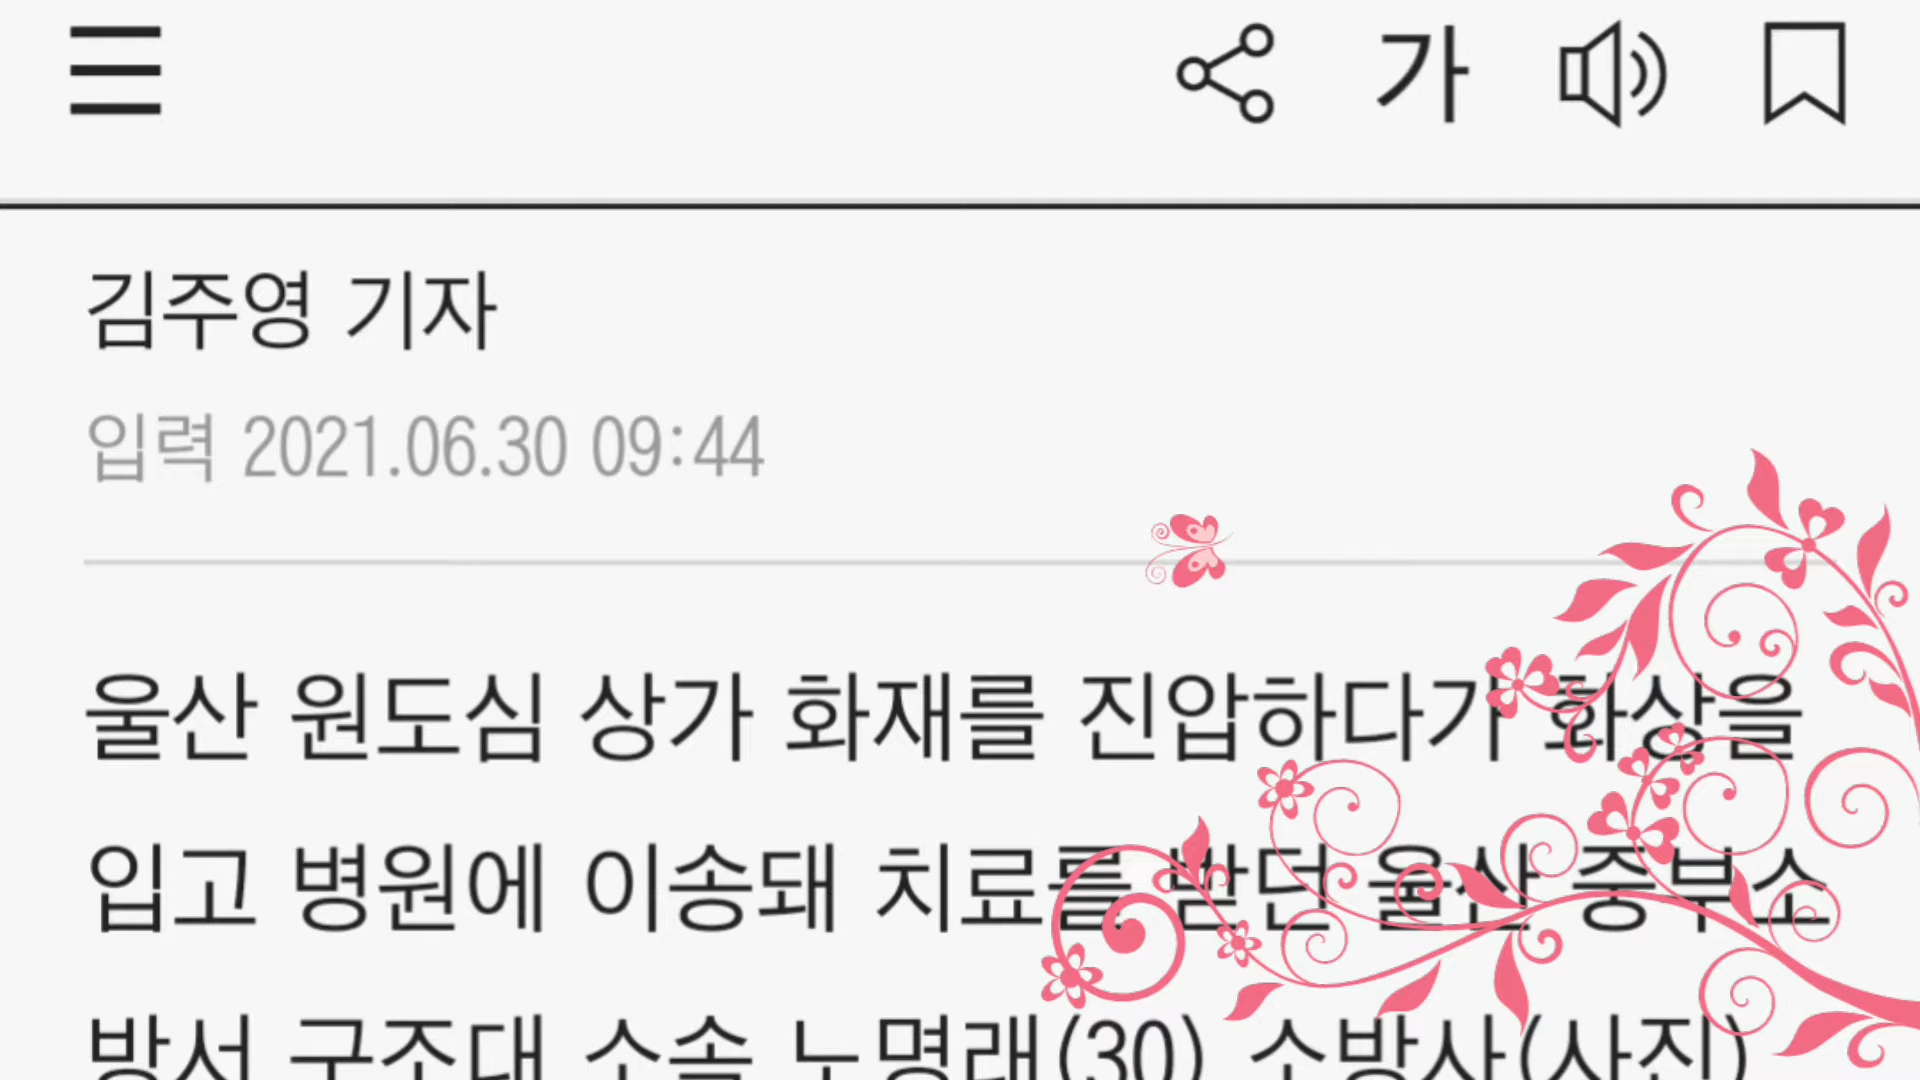 가
김주영 기자
입력 2021.06.30 09:44
울산 원도심 상가 화재를 진압하다가 화상을
입고 병원에 이송돼 치료를 받던 울산 중부소
방서 구조대 소속 노명래(30) 소방사(사진)